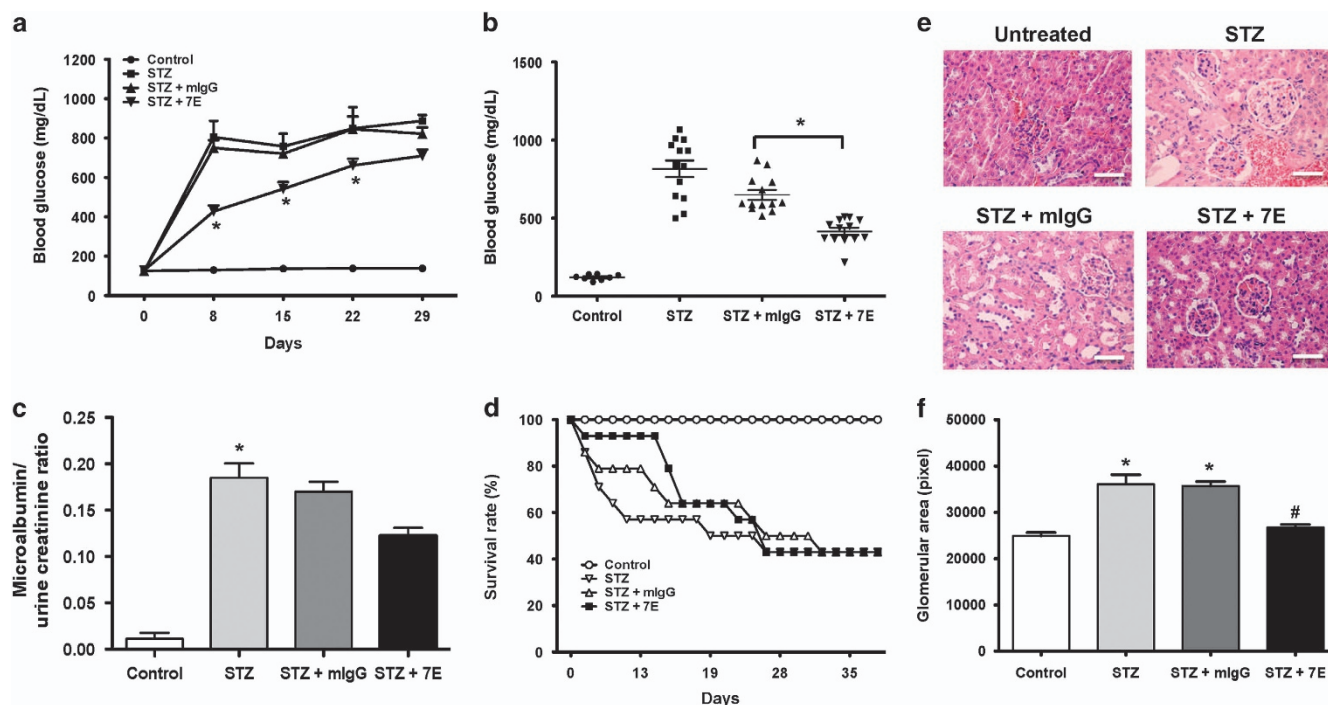 a
1200
1000
800
600
400
200
0
Blood glucose (mg/dL)
Control
STZ
STZ + mIgG
STZ + 7E
*
*
*
0 8 15 22 29
Days
b
1500
1000
500
0
Blood glucose (mg/dL)
*
Control STZ STZ + mIgG STZ + 7E
c
0.25
0.20
0.15
0.10
0.05
0.00
Microalbumin/
urine creatinine ratio
*
Control STZ STZ + mIgG STZ + 7E
d
100
80
60
40
20
0
Survival rate (%)
Control
STZ
STZ + mIgG
STZ + 7E
0 13 19 28 35
Days
e
Untreated STZ
STZ + mIgG STZ + 7E
f
50000
40000
30000
20000
10000
0
Glomerular area (pixel)
* * #
Control STZ STZ + mIgG STZ + 7E